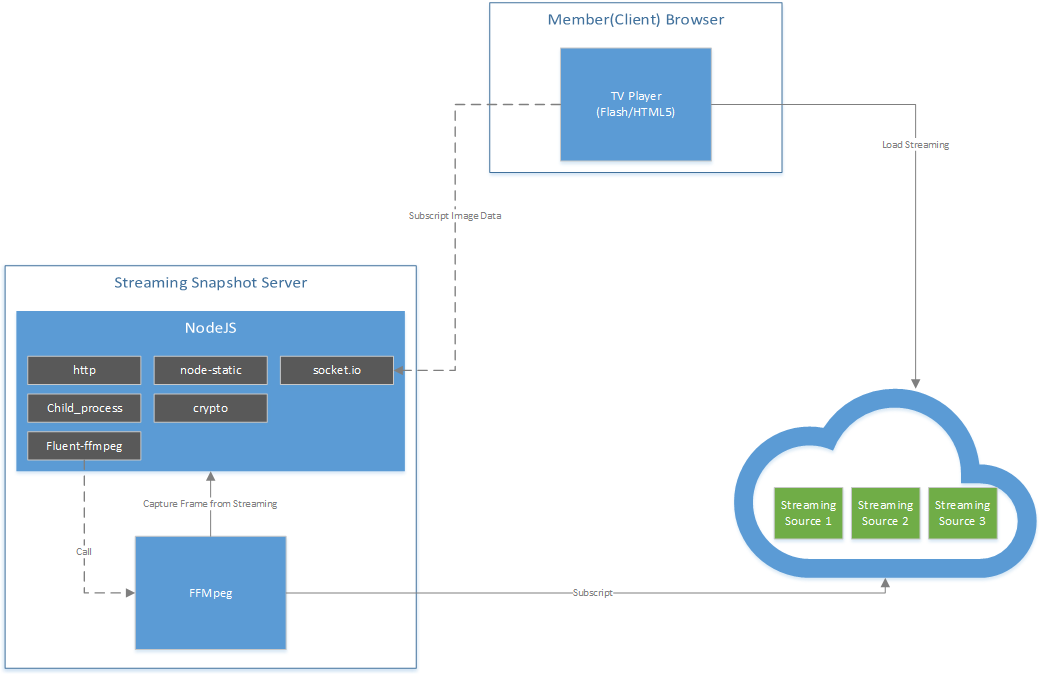 Member(Client) Browser
TV Player
(Flash/HTML5)
Load Streaming
Subscript Image Data
Streaming Snapshot Server
NodeJS
http
node-static
socket.io
Child_process
crypto
Fluent-ffmpeg
Capture Frame from Streaming
Call
FFMpeg
Subscript
Streaming
Source 1
Streaming
Source 2
Streaming
Source 3